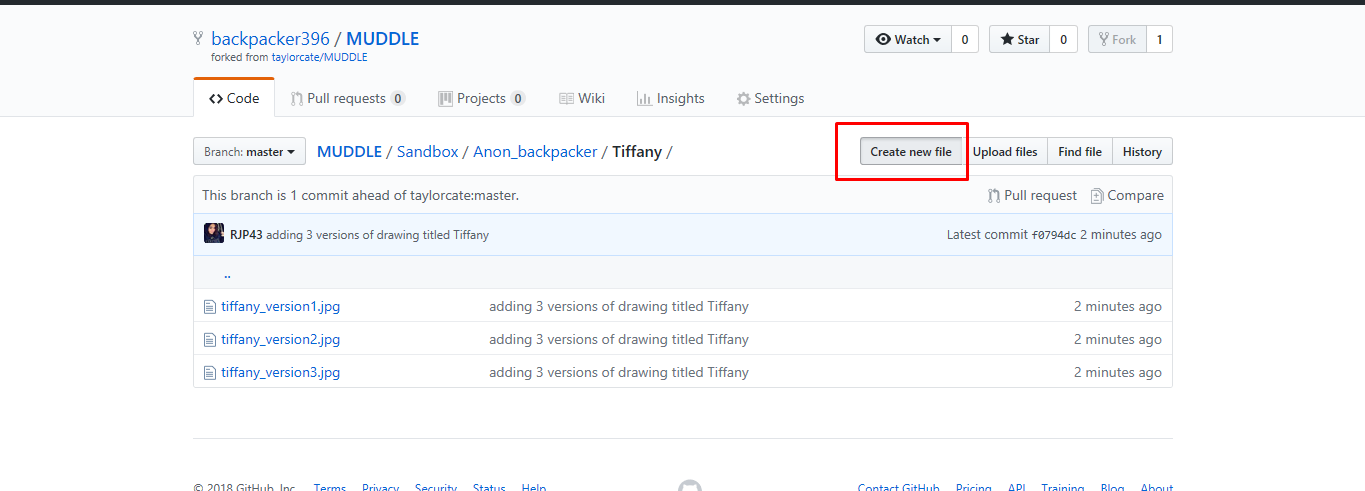 backpacker396 / MUDDLE
forked from taylorcate/MUDDLE
Watch 0 Star 0 Fork 1
Code Pull requests 0 Projects 0 Wiki Insights Settings
Branch: master MUDDLE / Sandbox / Anon_backpacker / Tiffany / Create new file Upload files Find file History
This branch is 1 commit ahead of taylorcate:master. Pull request Compare
RJP43 adding 3 versions of drawing titled Tiffany Latest commit f0794dc 2 minutes ago
..
tiffany_version1.jpg adding 3 versions of drawing titled Tiffany 2 minutes ago
tiffany_version2.jpg adding 3 versions of drawing titled Tiffany 2 minutes ago
tiffany_version3.jpg adding 3 versions of drawing titled Tiffany 2 minutes ago
© 2018 GitHub, Inc. Terms Privacy Security Status Help Contact GitHub Pricing API Training Blog About